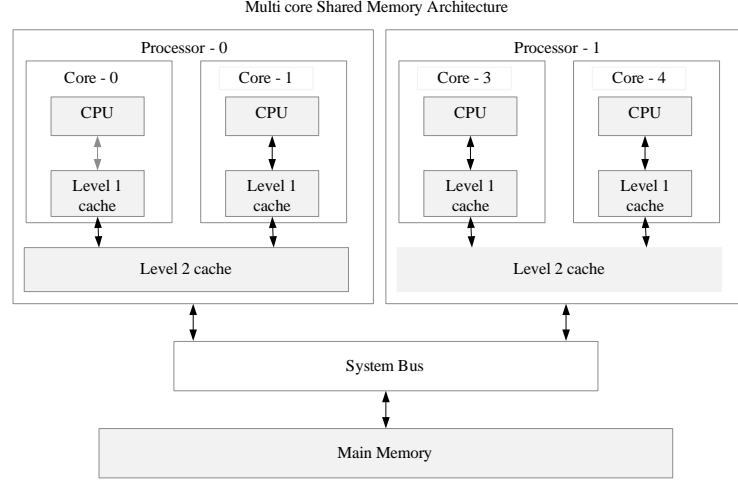 Multi core Shared Memory Architecture
Processor - 0
Processor - 1
Core - 0
Core - 1
Core - 3
Core - 4
CPU
CPU
CPU
CPU
Level 1
cache
Level 1
cache
Level 1
cache
Level 1
cache
Level 2 cache
Level 2 cache
System Bus
Main Memory